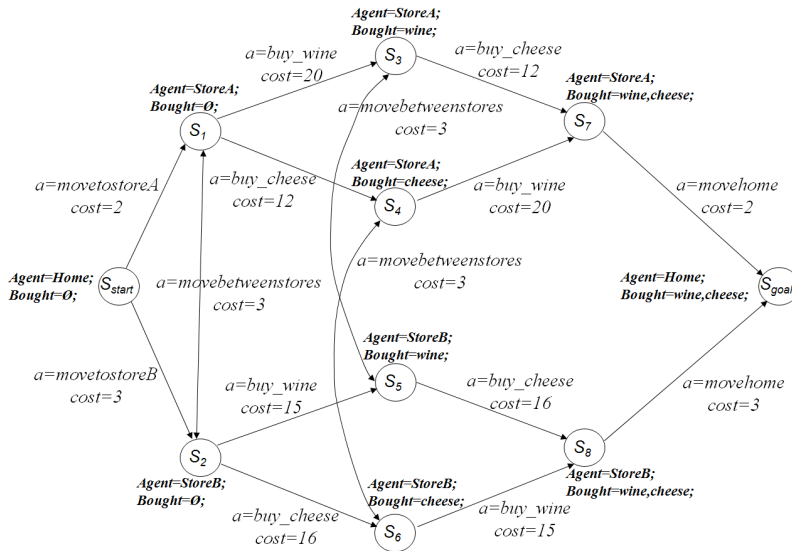 Agent=StoreA;
Bought=wine;
S3
a=buy_wine
cost=20
a=buy_cheese
cost=12
Agent=StoreA;
Bought=Ø;
S1
Agent=StoreA;
Bought=wine,cheese;
S7
a=movebetweenstores
cost=3
a=movetostoreA
cost=2
a=buy_cheese
cost=12
Agent=StoreA;
Bought=cheese;
S4
a=buy_wine
cost=20
a=movehome
cost=2
Agent=Home;
Bought=Ø;
Sstart
a=movebetweenstores
cost=3
a=movebetweenstores
cost=3
Agent=Home;
Bought=wine,cheese;
Sgoal
a=movetostoreB
cost=3
a=buy_wine
cost=15
Agent=StoreB;
Bought=wine;
S5
a=buy_cheese
cost=16
a=movehome
cost=3
S2
Agent=StoreB;
Bought=Ø;
S8
Agent=StoreB;
Bought=wine,cheese;
a=buy_cheese
cost=16
Agent=StoreB;
Bought=cheese;
S6
a=buy_wine
cost=15